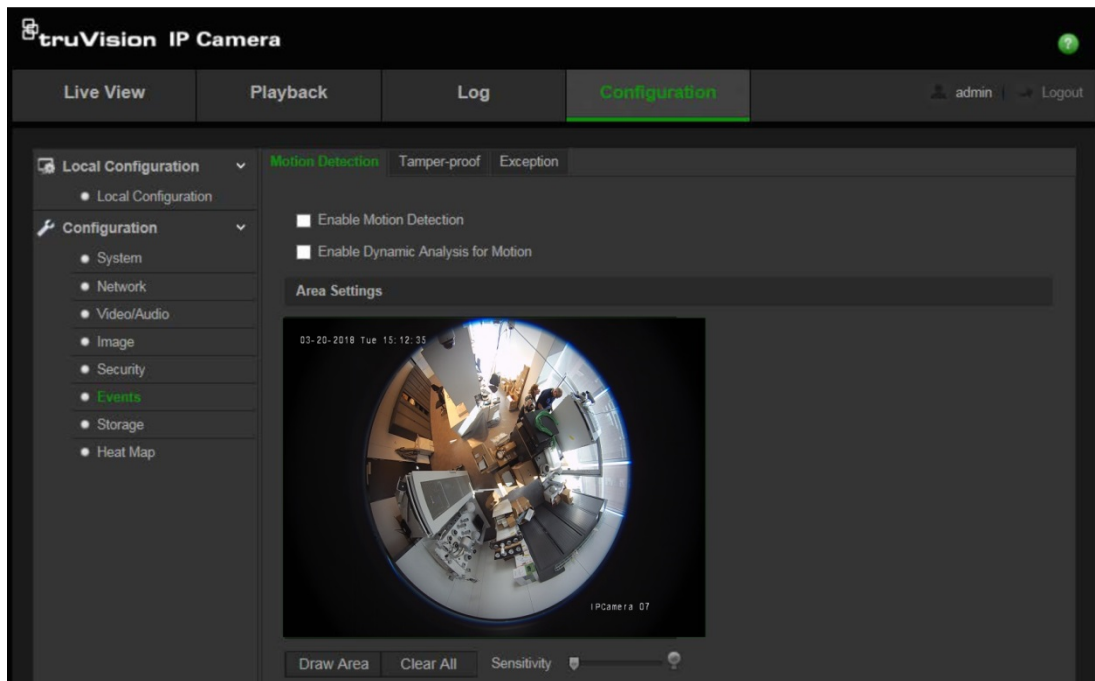 truVision IP Camera
?
Live View Playback Log Configuration admin Logout
Local Configuration
Local Configuration
Configuration
System
Network
Video/Audio
Image
Security
Events
Storage
Heat Map
Motion Detection Tamper-proof Exception
Enable Motion Detection
Enable Dynamic Analysis for Motion
Area Settings
03-20-2018 Tue 15:12:35
IPCamera 07
Draw Area Clear All Sensitivity